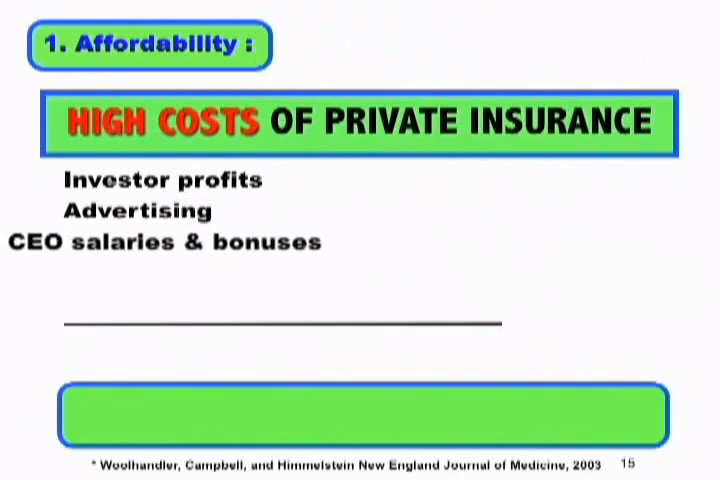 1. Affordability :
HIGH COSTS OF PRIVATE INSURANCE
Investor profits
Advertising
CEO salaries & bonuses
* Woolhandler, Campbell, and Himmelstein New England Journal of Medicine, 2003 15